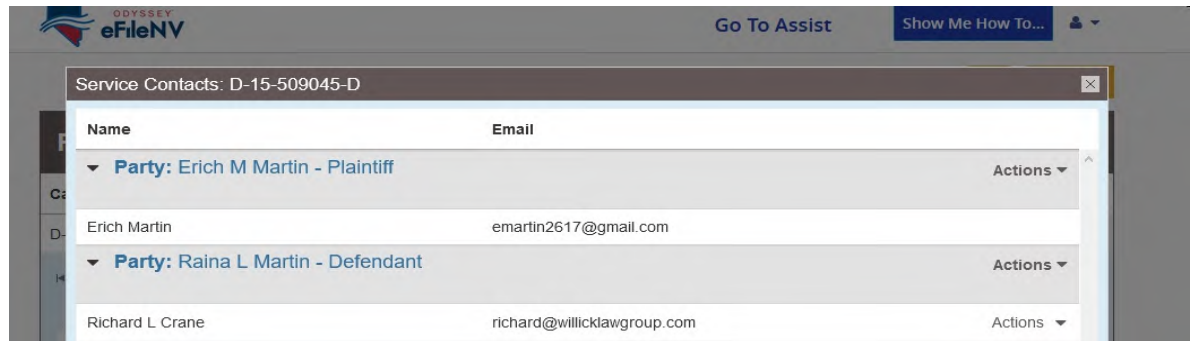 ODYSSEY
eFileNV
Go To Assist
Show Me How To...
Service Contacts: D-15-509045-D
Name Email
Party: Erich M Martin - Plaintiff Actions
Ca
D-
Erich Martin emartin2617@gmail.com
Party: Raina L Martin - Defendant Actions
Richard L Crane richard@willicklawgroup.com Actions